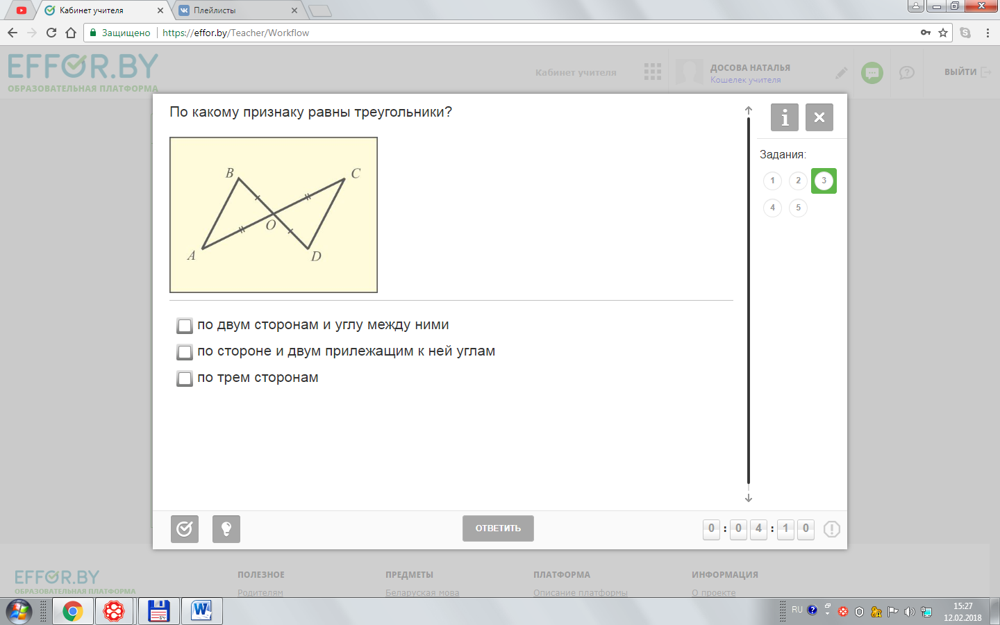 Кабинет учителя
Плейлисты
Защищено
https://effor.by/Teacher/Workflow
EFFOR.BY
ОБРАЗОВАТЕЛЬНАЯ ПЛАТФОРМА
Кабинет учителя
ДОСОВА НАТАЛЬЯ
Кошелек учителя
ВЫЙТИ
По какому признаку равны треугольники?
B
C
O
A
D
i
Задания:
1 2 3
4 5
по двум сторонам и углу между ними
по стороне и двум прилежащим к ней углам
по трем сторонам
ОТВЕТИТЬ
0 : 0 4 : 1 0
EFFOR.BY
ОБРАЗОВАТЕЛЬНАЯ ПЛАТФОРМА
ПОЛЕЗНОЕ
ПРЕДМЕТЫ
ПЛАТФОРМА
ИНФОРМАЦИЯ
Родителям
Беларуская мова
Описание платформы
О проекте
64
W
RU
15:27
12.02.2018